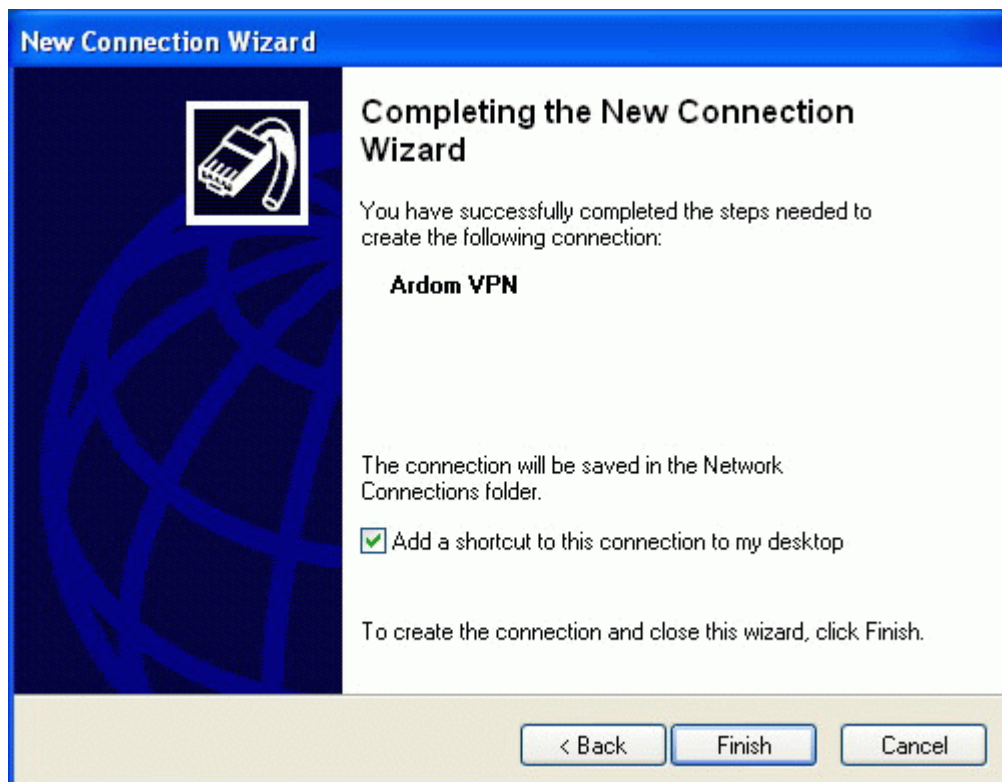 New Connection Wizard
Completing the New Connection
Wizard
You have successfully completed the steps needed to
create the following connection:
Ardom VPN
The connection will be saved in the Network
Connections folder.
Add a shortcut to this connection to my desktop
To create the connection and close this wizard, click Finish.
< Back
Finish
Cancel